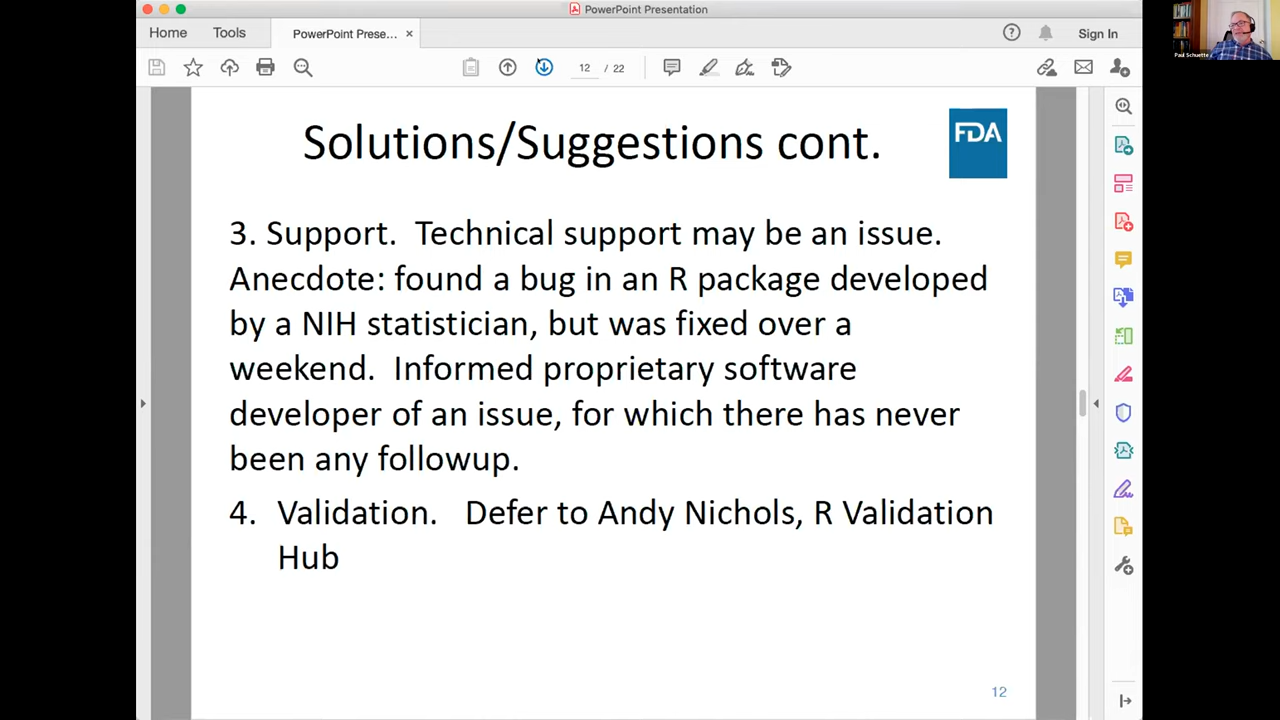 PowerPoint Presentation
Home Tools PowerPoint Prese... × Sign In
12 / 22
Paul Schuette
Solutions/Suggestions cont.
FDA
3. Support. Technical support may be an issue.
Anecdote: found a bug in an R package developed
by a NIH statistician, but was fixed over a
weekend. Informed proprietary software
developer of an issue, for which there has never
been any followup.
4. Validation. Defer to Andy Nichols, R Validation
Hub
12